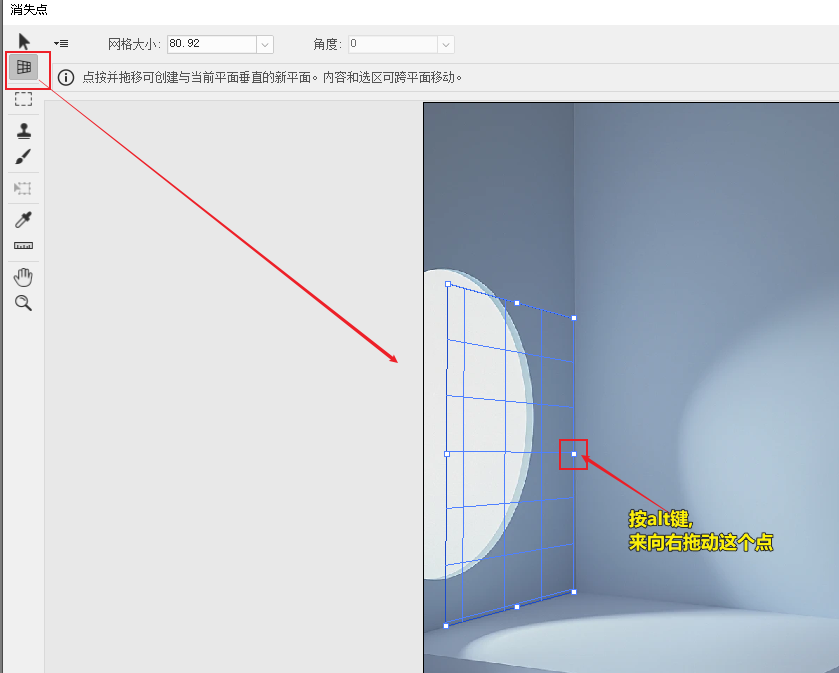 消失点
网格大小: 80.92 角度: 0
点按并拖移可创建与当前平面垂直的新平面。内容和选区可跨平面移动。
按alt键,
来向右拖动这个点